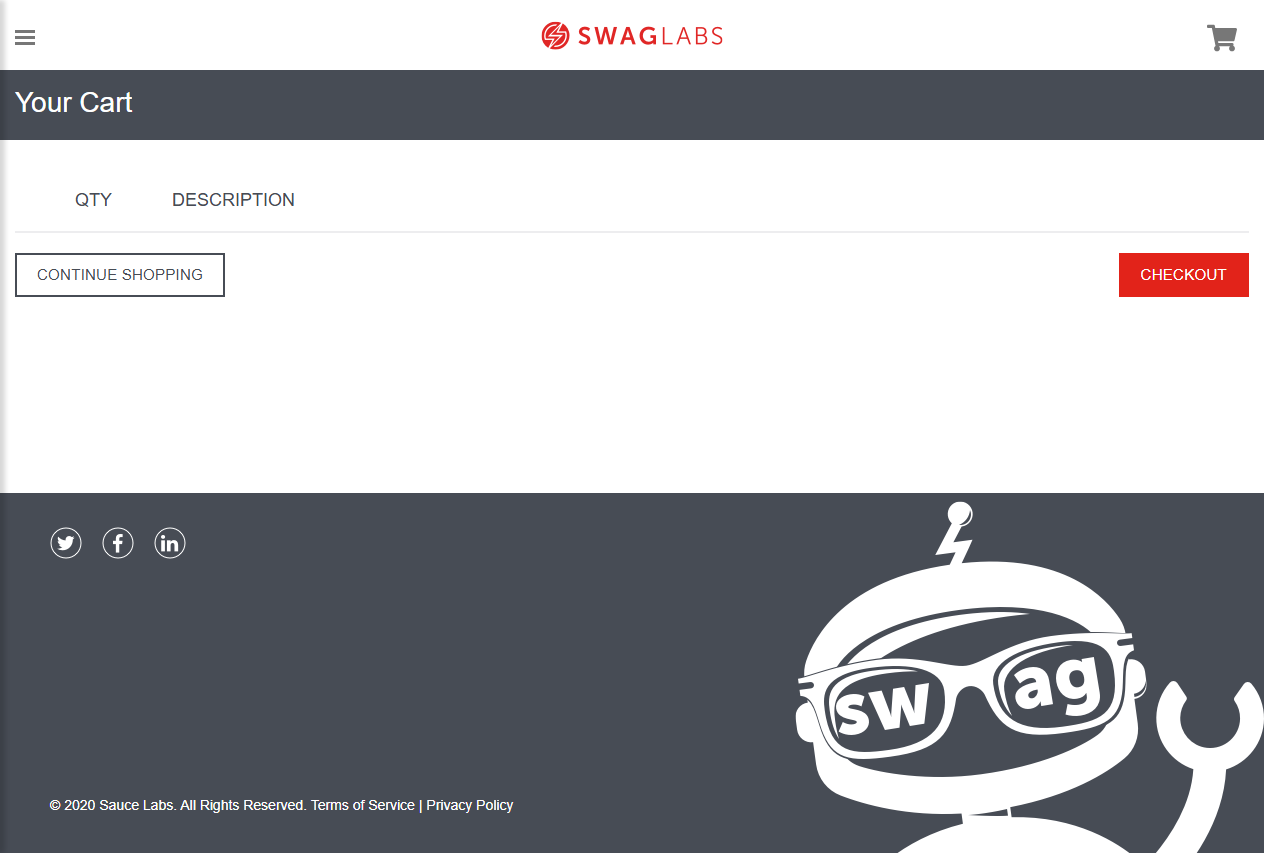 SWAGLABS
Your Cart
QTY DESCRIPTION
CONTINUE SHOPPING CHECKOUT
sw ag
© 2020 Sauce Labs. All Rights Reserved. Terms of Service | Privacy Policy